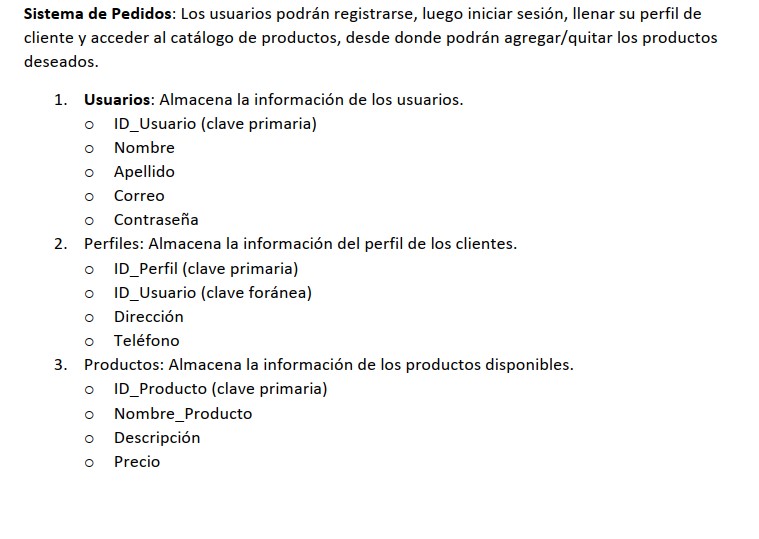 Sistema de Pedidos: Los usuarios podrán registrarse, luego iniciar sesión, llenar su perfil de
cliente y acceder al catálogo de productos, desde donde podrán agregar/quitar los productos
deseados.
1. Usuarios: Almacena la información de los usuarios.
o ID_Usuario (clave primaria)
o Nombre
o Apellido
o Correo
o Contraseña
2. Perfiles: Almacena la información del perfil de los clientes.
o ID_Perfil (clave primaria)
o ID_Usuario (clave foránea)
o Dirección
o Teléfono
3. Productos: Almacena la información de los productos disponibles.
o ID_Producto (clave primaria)
o Nombre_Producto
o Descripción
o Precio